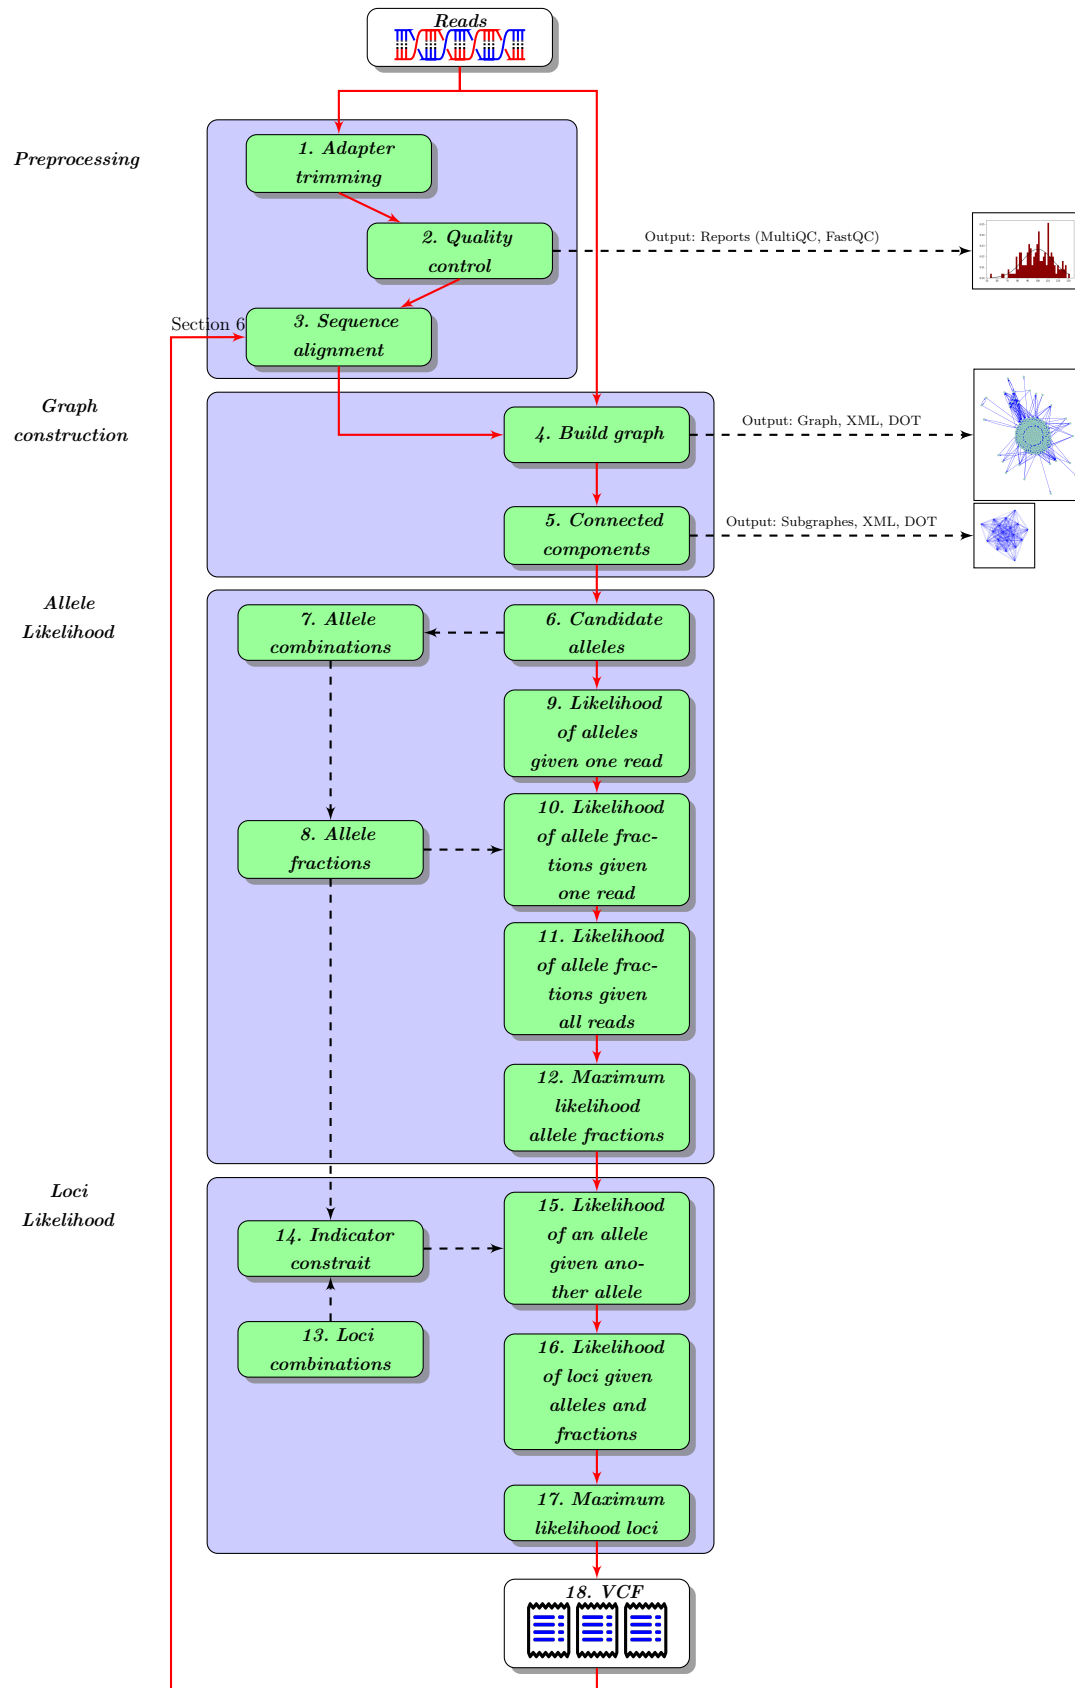 Reads
Preprocessing
1. Adapter
trimming
2. Quality
control
Output: Reports (MultiQC, FastQC)
Section 6
3. Sequence
alignment
Graph
construction
4. Build graph
Output: Graph, XML, DOT
5. Connected
components
Output: Subgraphes, XML, DOT
Allele
Likelihood
7. Allele
combinations
6. Candidate
alleles
9. Likelihood
of alleles
given one read
8. Allele
fractions
10. Likelihood
of allele frac-
tions given
one read
11. Likelihood
of allele frac-
tions given
all reads
12. Maximum
likelihood
allele fractions
Loci
Likelihood
14. Indicator
constrait
15. Likelihood
of an allele
given ano-
ther allele
13. Loci
combinations
16. Likelihood
of loci given
alleles and
fractions
17. Maximum
likelihood loci
18. VCF